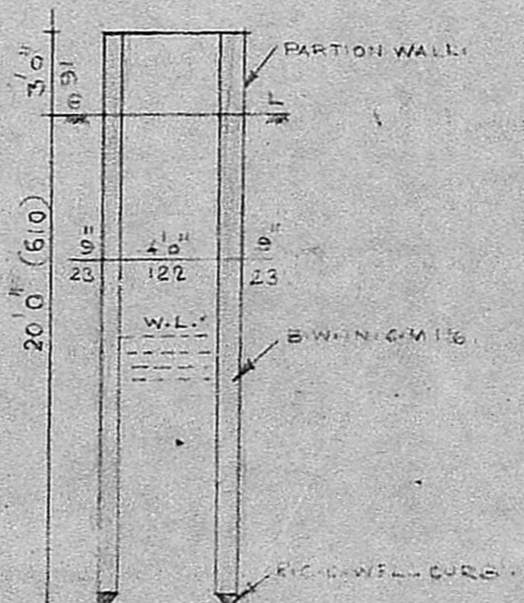 PARTION WALL.
3'0"
91
G
L
20'0" (610)
9" 4'0" 9"
23 122 23
W.L.
B.W.IN.C.M 1:6.
R.C.C.WELL CURB.